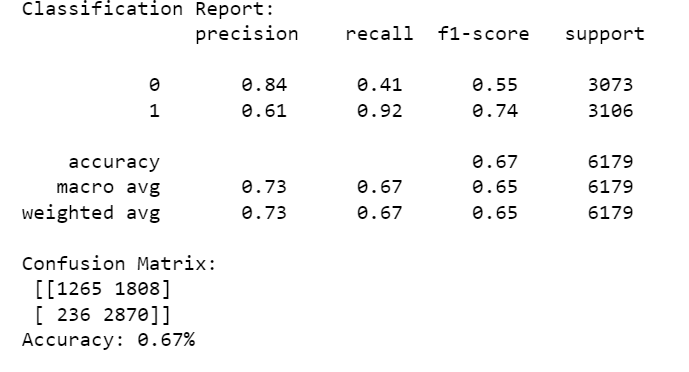 Classification Report:
precision recall f1-score support
0 0.84 0.41 0.55 3073
1 0.61 0.92 0.74 3106
accuracy 0.67 6179
macro avg 0.73 0.67 0.65 6179
weighted avg 0.73 0.67 0.65 6179
Confusion Matrix:
[[1265 1808]
[ 236 2870]]
Accuracy: 0.67%